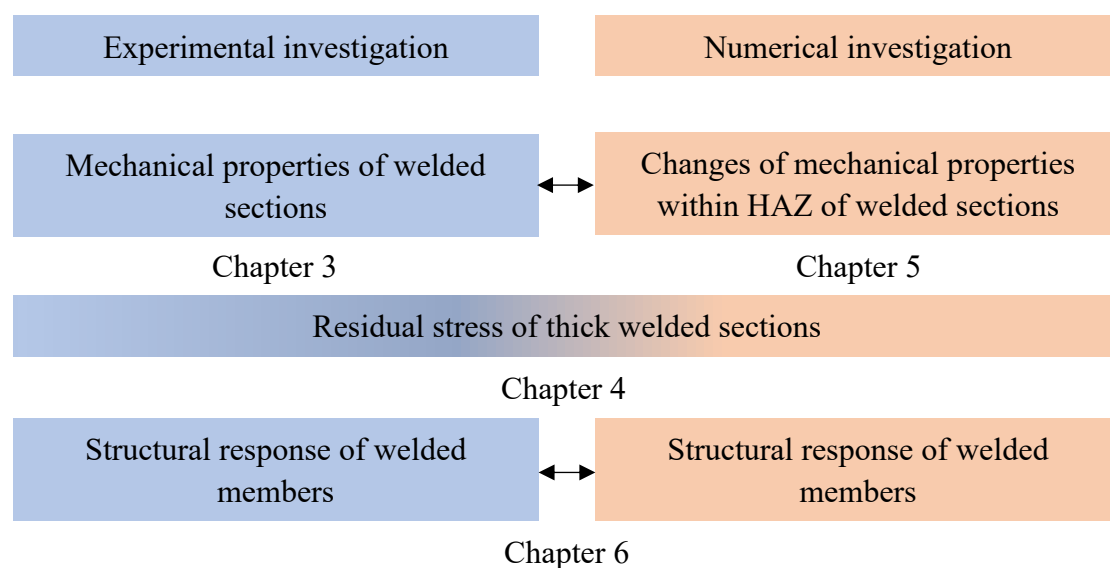 Experimental investigation
Numerical investigation
Mechanical properties of welded
sections
Changes of mechanical properties
within HAZ of welded sections
Chapter 3
Chapter 5
Residual stress of thick welded sections
Chapter 4
Structural response of welded
members
Structural response of welded
members
Chapter 6